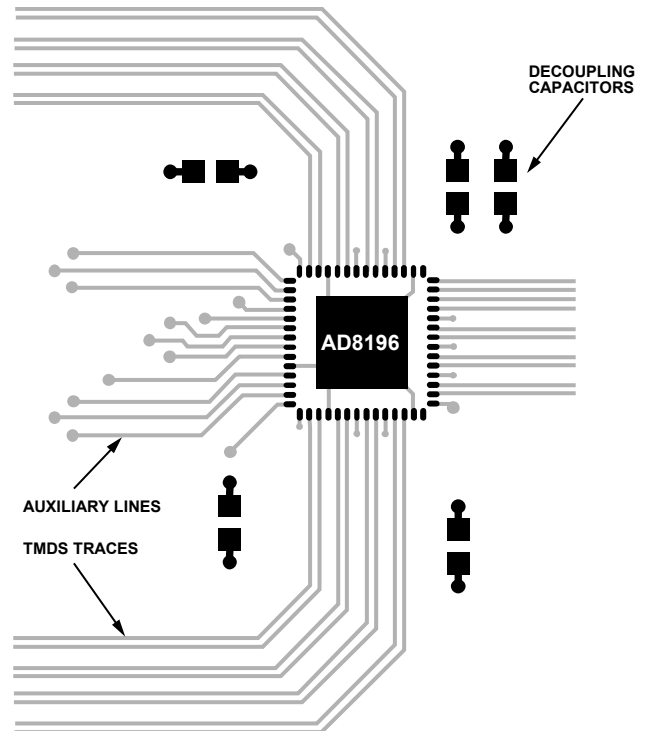 DECOUPLING
CAPACITORS
AD8196
AUXILIARY LINES
TMDS TRACES